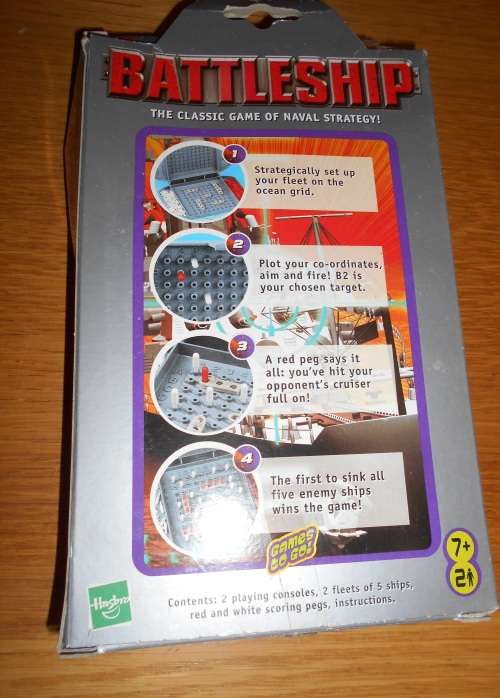 BATTLESHIP
THE CLASSIC GAME OF NAVAL STRATEGY!
1
Strategically set up
your fleet on the
ocean grid.
2
Plot your co-ordinates,
aim and fire! B2 is
your chosen target.
3
A red peg says it
all: you've hit your
opponent's cruiser
full on!
4
The first to sink all
five enemy ships
wins the game!
GAMES
TO GO!
7+
2
Hasbro
Contents: 2 playing consoles, 2 fleets of 5 ships,
red and white scoring pegs, instructions.